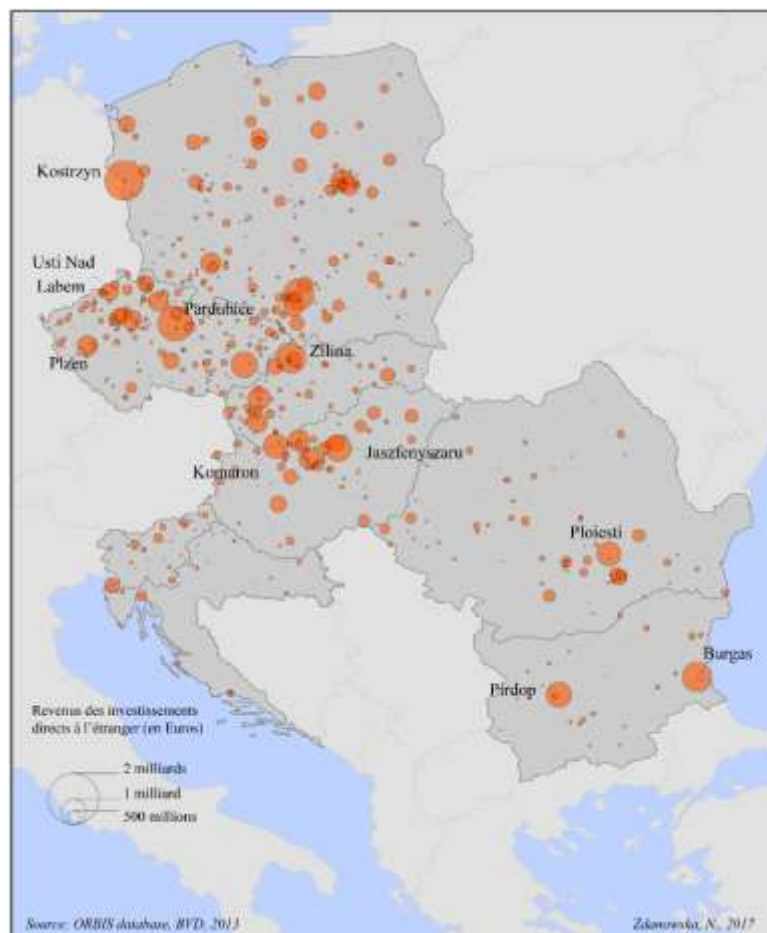 Kostrzyn
Usti Nad
Labem
Pardubice
Plzen
Zilina
Jaszfenyszaru
Komaron
Ploiesti
Burgas
Pirdop
Revenus des investissements
directs à l'étranger (en Euros)
2 milliards
1 milliard
500 millions
Source: ORBIS database, BVD, 2013
Zdanowska, N., 2017